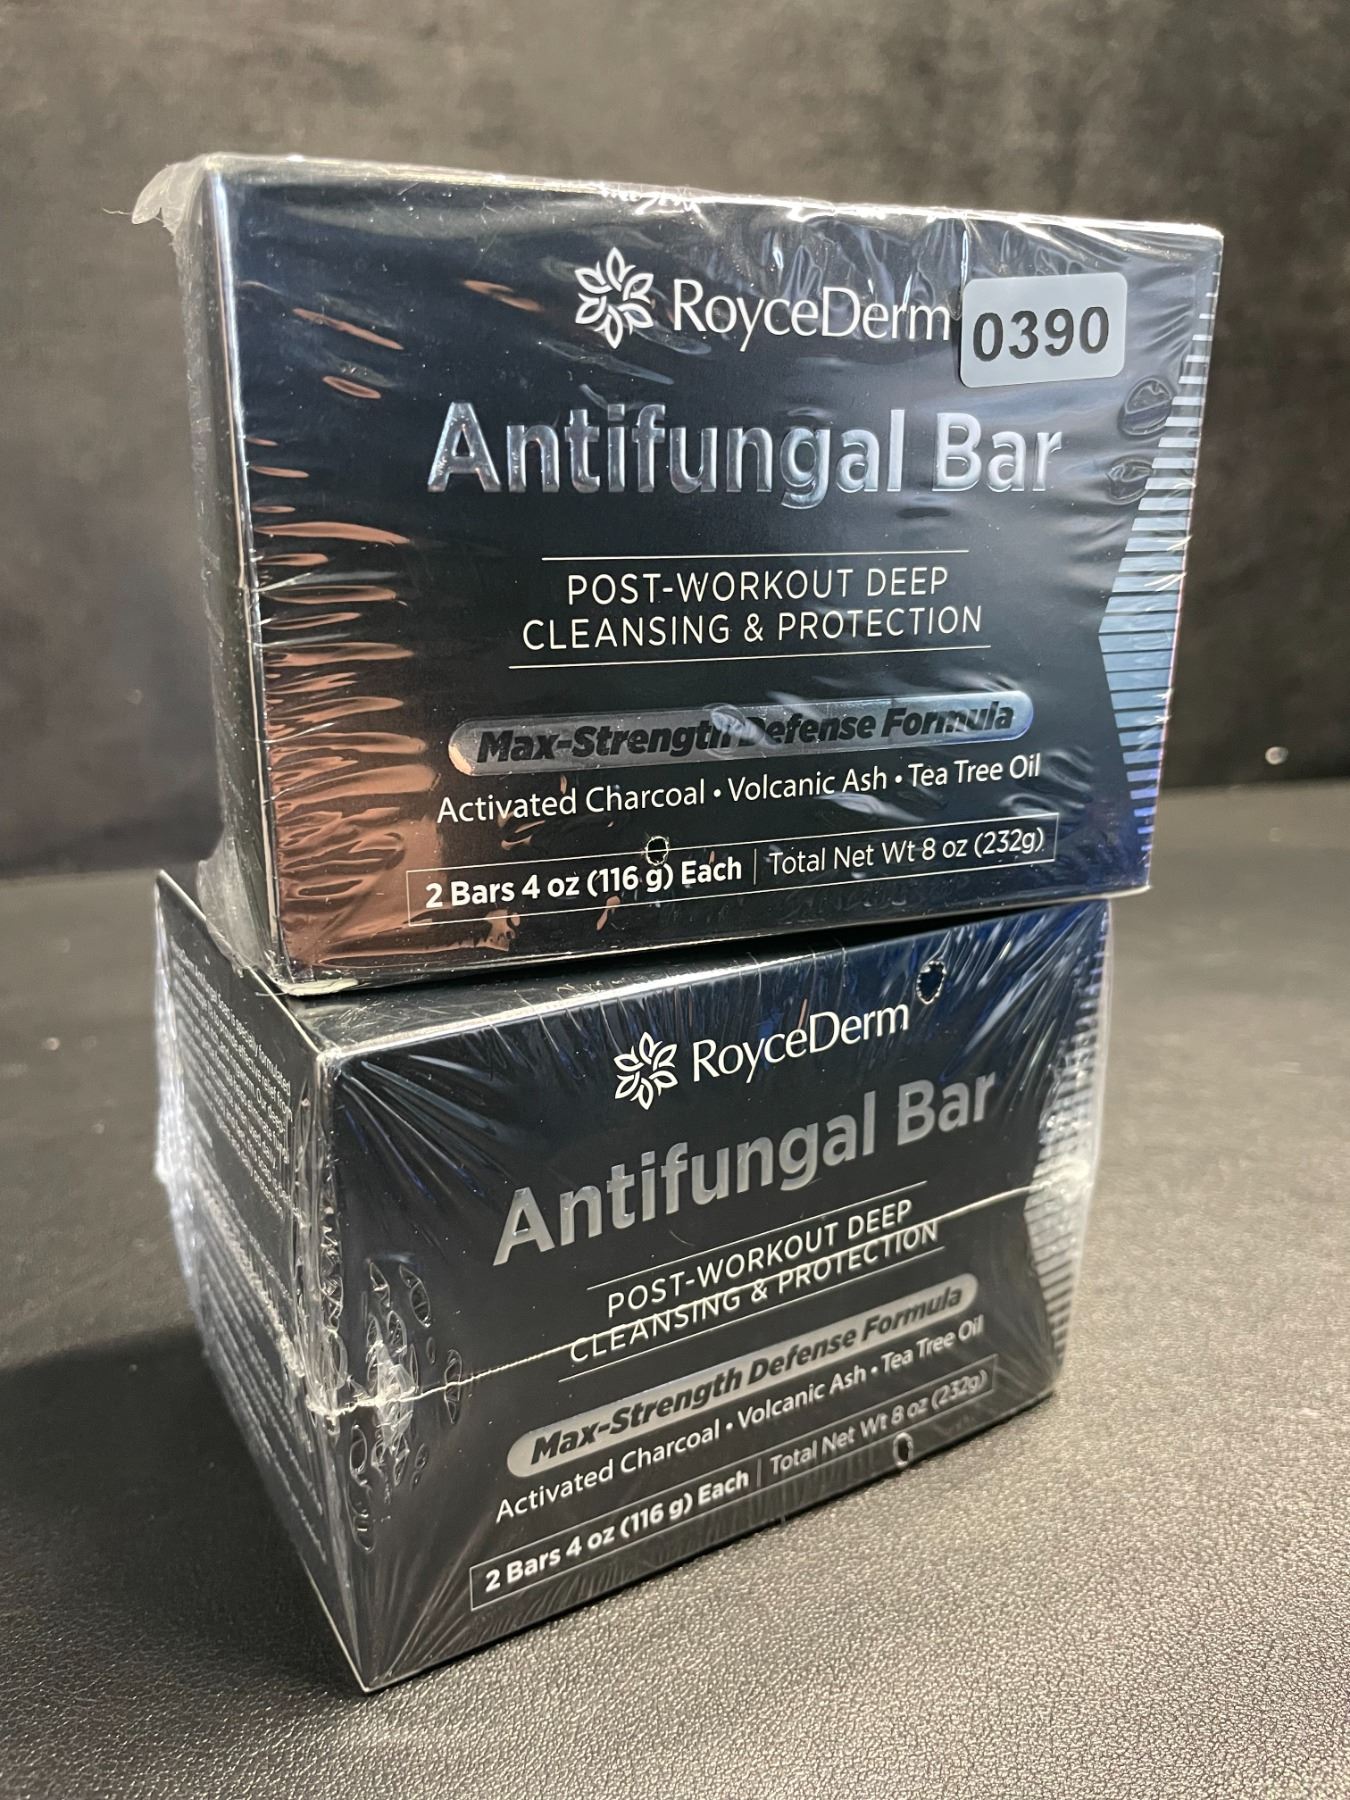 RoyceDerm
0390
Antifungal Bar
POST-WORKOUT DEEP
CLEANSING & PROTECTION
Max-Strength Defense Formula
Activated Charcoal • Volcanic Ash • Tea Tree Oil
2 Bars 4 oz (116 g) Each | Total Net Wt 8 oz (232g)
RoyceDerm
Antifungal Bar
POST-WORKOUT DEEP
CLEANSING & PROTECTION
Max-Strength Defense Formula
Activated Charcoal • Volcanic Ash • Tea Tree Oil
2 Bars 4 oz (116 g) Each | Total Net Wt 8 oz (232g)